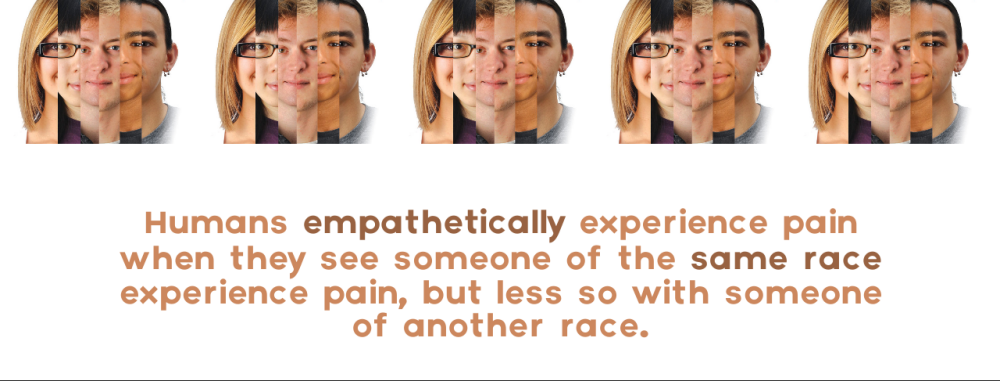 Humans empathetically experience pain
when they see someone of the same race
experience pain, but less so with someone
of another race.